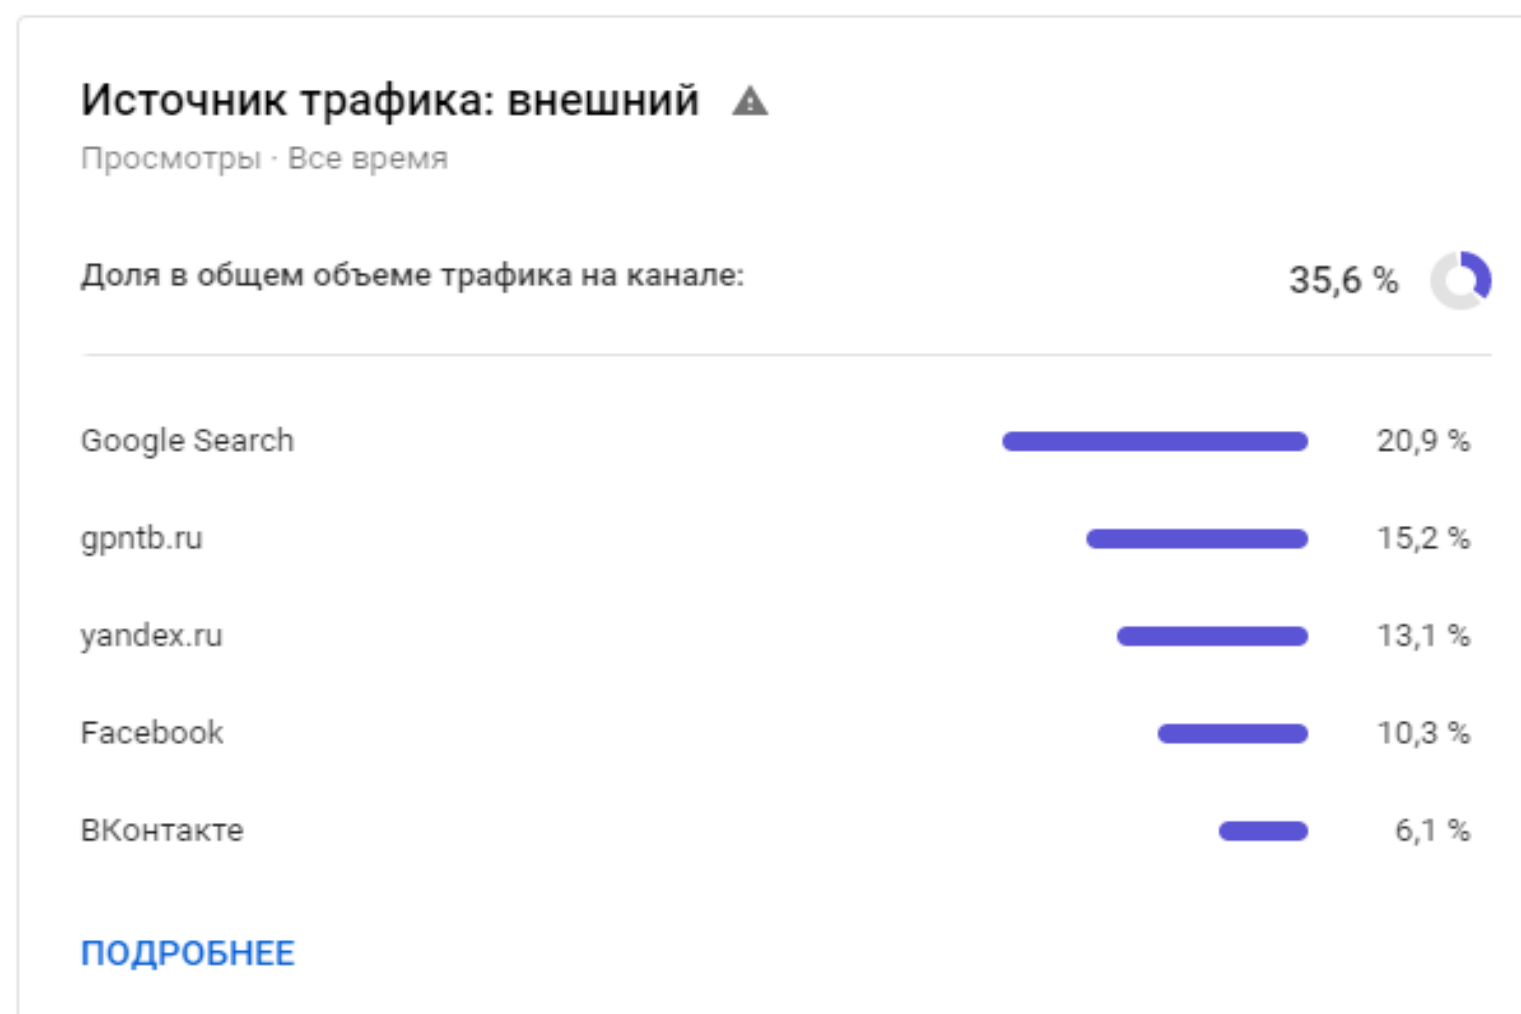 Источник трафика: внешний
Просмотры · Все время
Доля в общем объеме трафика на канале: 35,6 %
Google Search 20,9 %
gpntb.ru 15,2 %
yandex.ru 13,1 %
Facebook 10,3 %
ВКонтакте 6,1 %
ПОДРОБНЕЕ